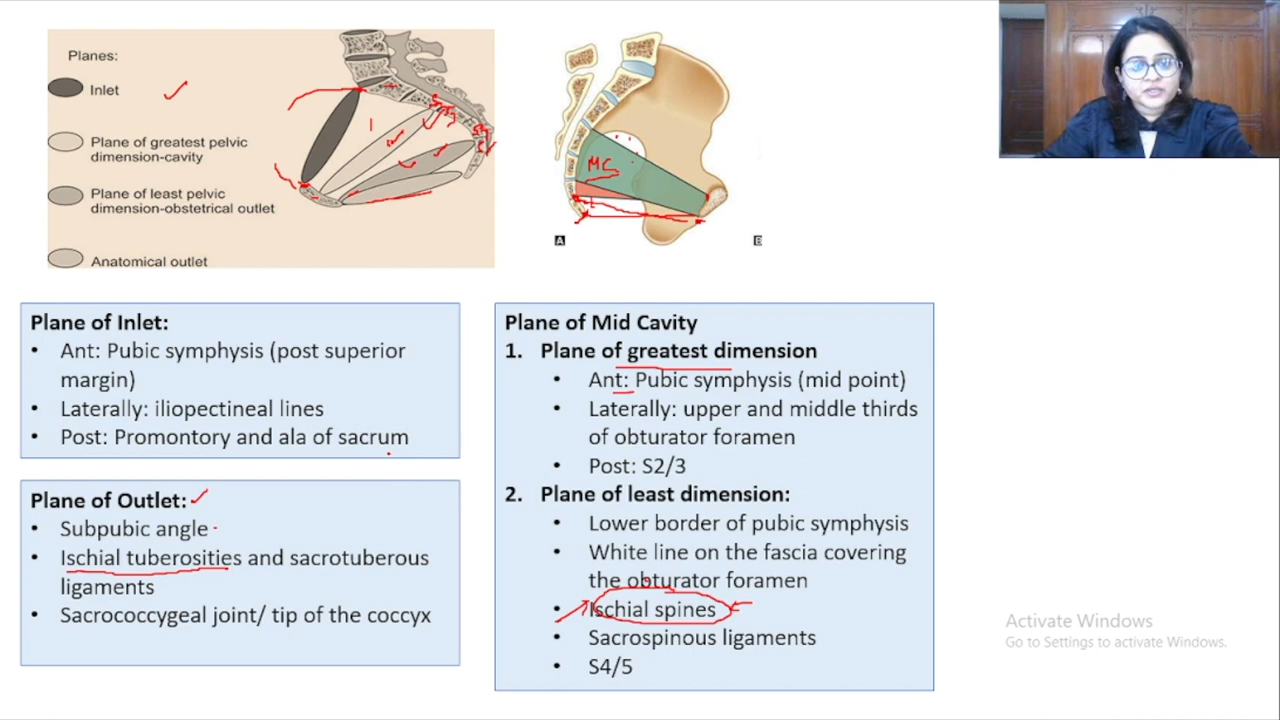 Planes:
Inlet
Plane of greatest pelvic
dimension-cavity
Plane of least pelvic
dimension-obstetrical outlet
Anatomical outlet
MC
A
B
Plane of Inlet:
• Ant: Pubic symphysis (post superior
margin)
• Laterally: iliopectineal lines
• Post: Promontory and ala of sacrum
Plane of Outlet:
• Subpubic angle
• Ischial tuberosities and sacrotuberous
ligaments
• Sacrococcygeal joint/ tip of the coccyx
Plane of Mid Cavity
1. Plane of greatest dimension
• Ant: Pubic symphysis (mid point)
• Laterally: upper and middle thirds
of obturator foramen
• Post: S2/3
2. Plane of least dimension:
• Lower border of pubic symphysis
• White line on the fascia covering
the obturator foramen
• Ischial spines
• Sacrospinous ligaments
• S4/5
Activate Windows
Go to Settings to activate Windows.